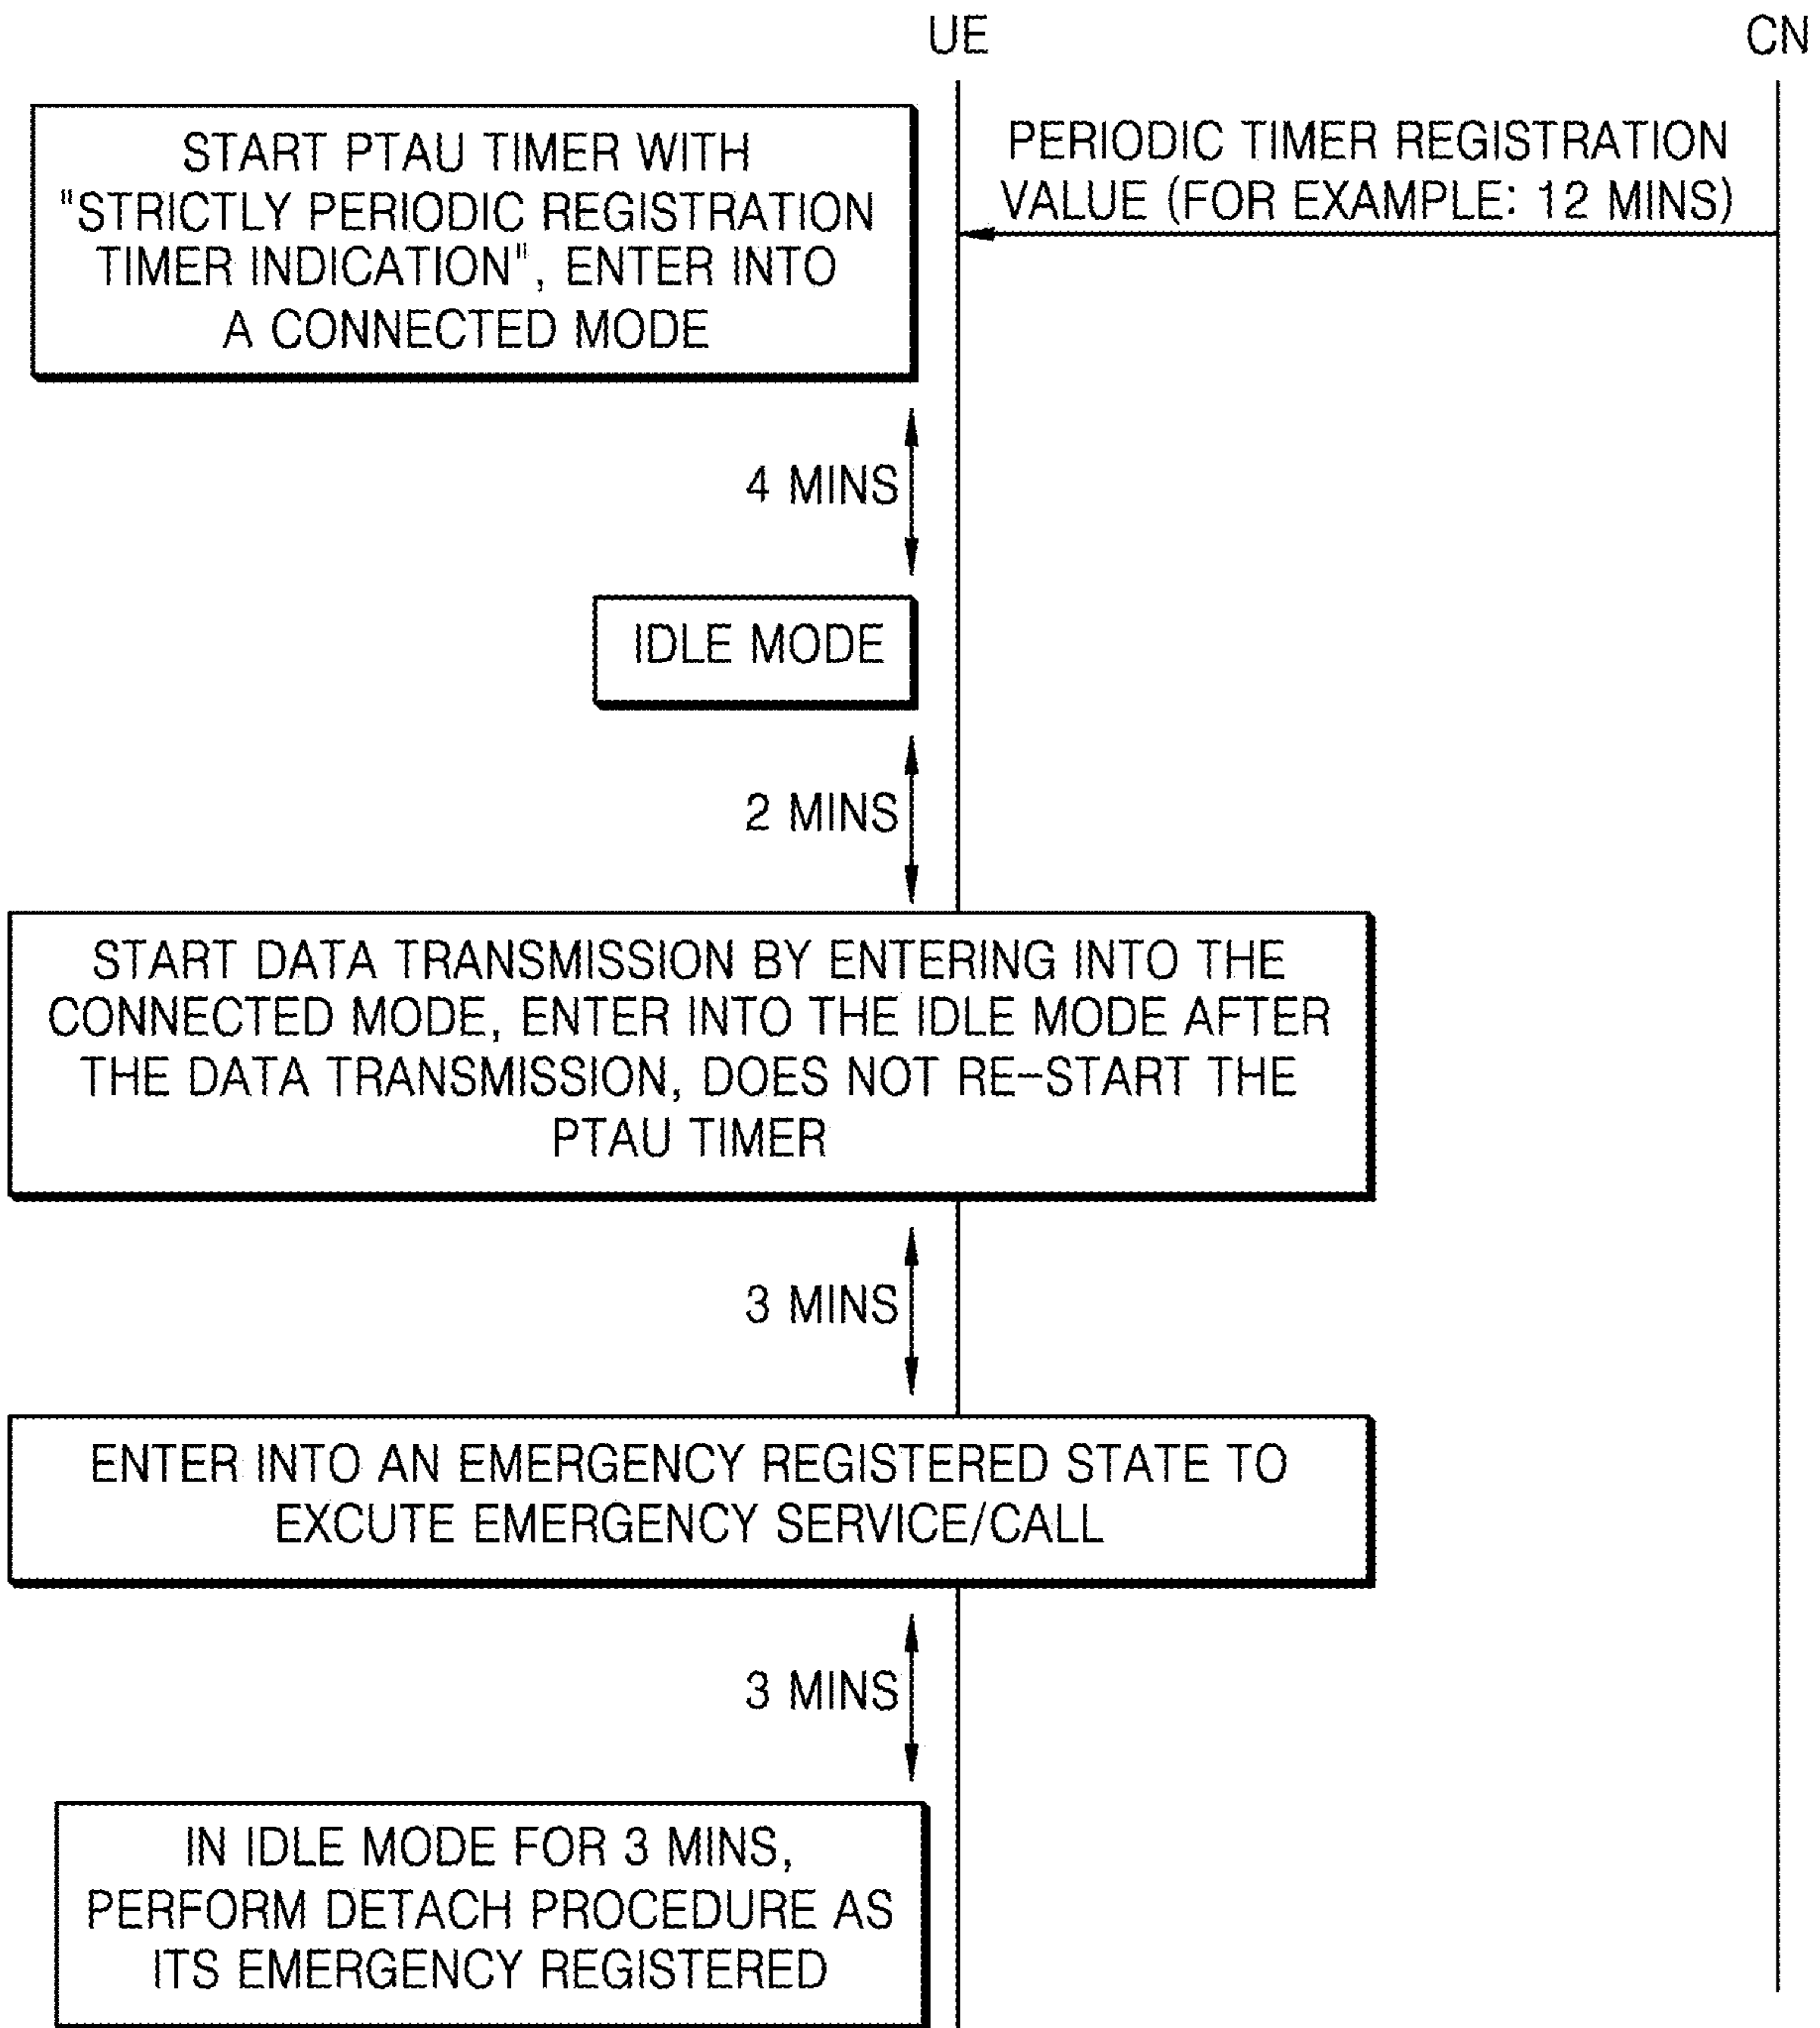 UE
CN
START PTAU TIMER WITH
"STRICTLY PERIODIC REGISTRATION
TIMER INDICATION", ENTER INTO
A CONNECTED MODE
PERIODIC TIMER REGISTRATION
VALUE (FOR EXAMPLE: 12 MINS)
4 MINS
IDLE MODE
2 MINS
START DATA TRANSMISSION BY ENTERING INTO THE
CONNECTED MODE, ENTER INTO THE IDLE MODE AFTER
THE DATA TRANSMISSION, DOES NOT RE-START THE
PTAU TIMER
3 MINS
ENTER INTO AN EMERGENCY REGISTERED STATE TO
EXCUTE EMERGENCY SERVICE/CALL
3 MINS
IN IDLE MODE FOR 3 MINS,
PERFORM DETACH PROCEDURE AS
ITS EMERGENCY REGISTERED